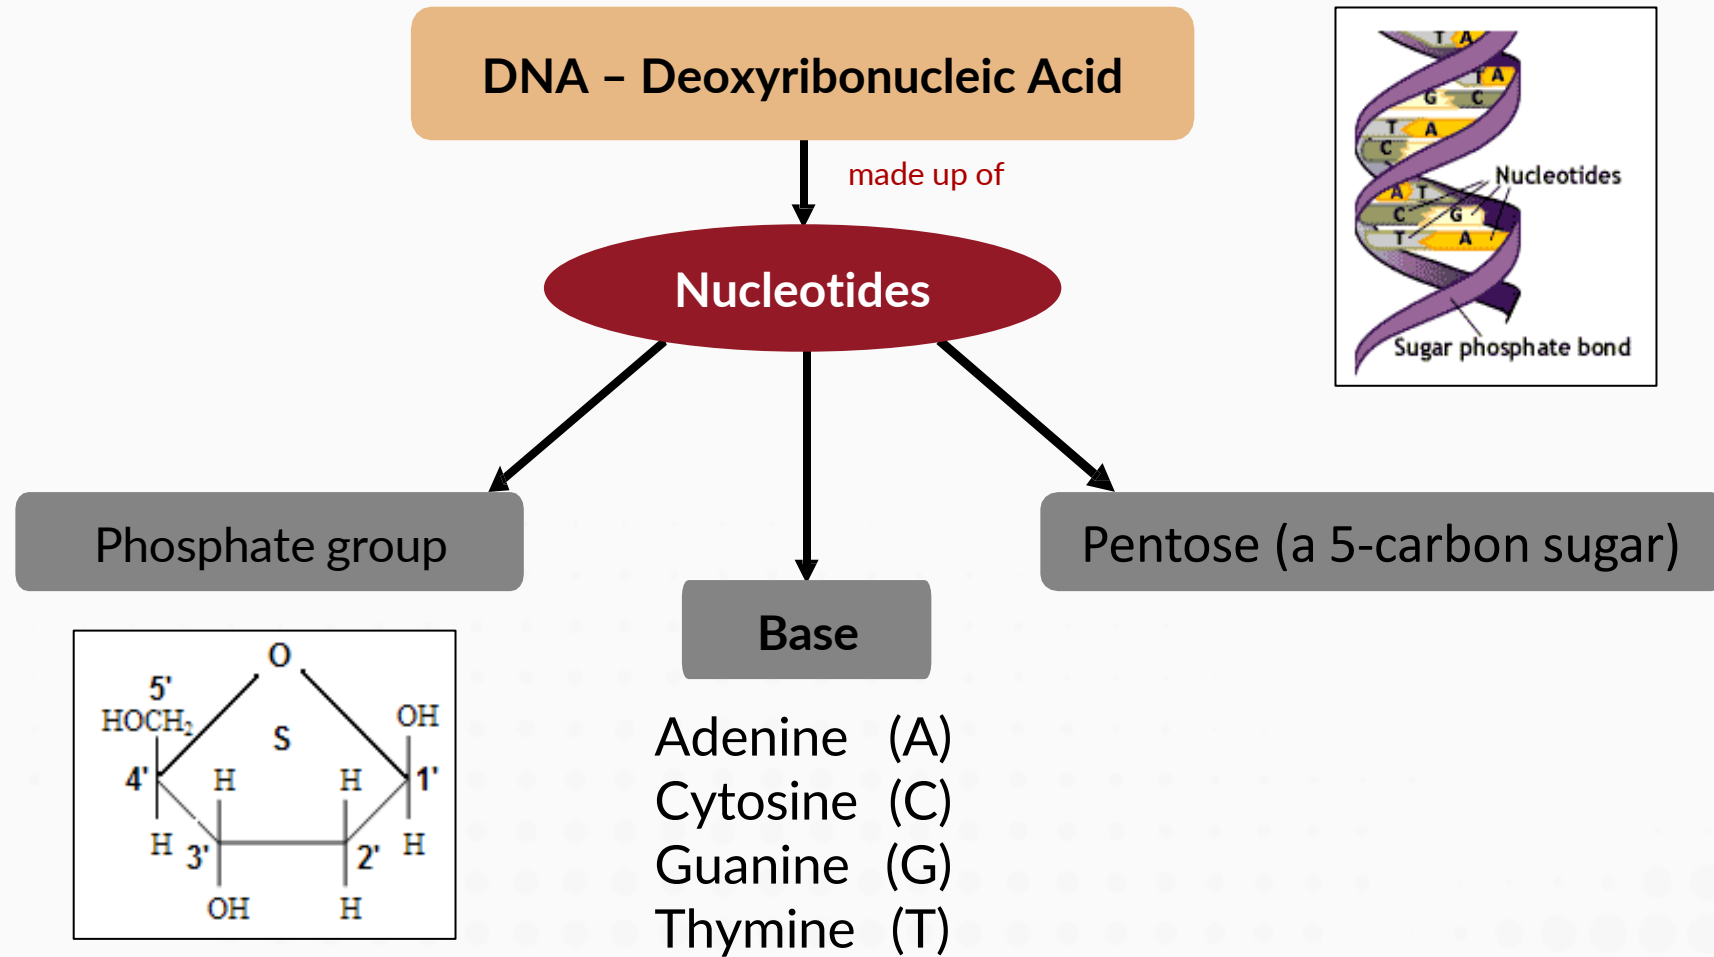 DNA – Deoxyribonucleic Acid
made up of
Nucleotides
Phosphate group
Base
Pentose (a 5-carbon sugar)
Adenine (A)
Cytosine (C)
Guanine (G)
Thymine (T)
T A
T A
G C
T A
C
A T
C G
T A
Nucleotides
Sugar phosphate bond
O
5'
HOCH₂
OH
S
4' H H 1'
H 3' 2' H
OH H